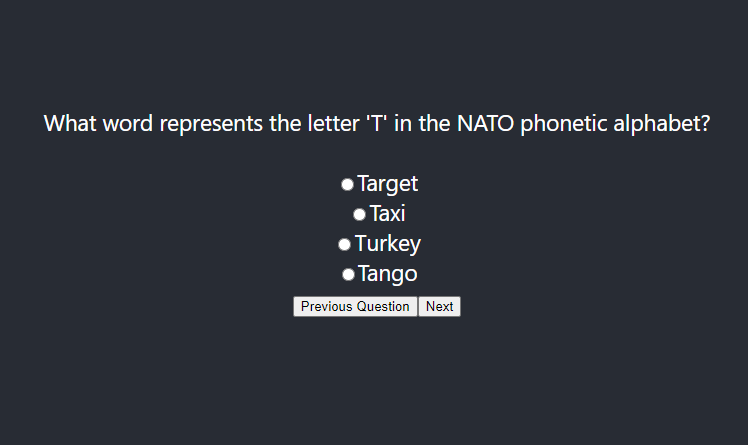 What word represents the letter 'T' in the NATO phonetic alphabet?
Target
Taxi
Turkey
Tango
Previous Question Next